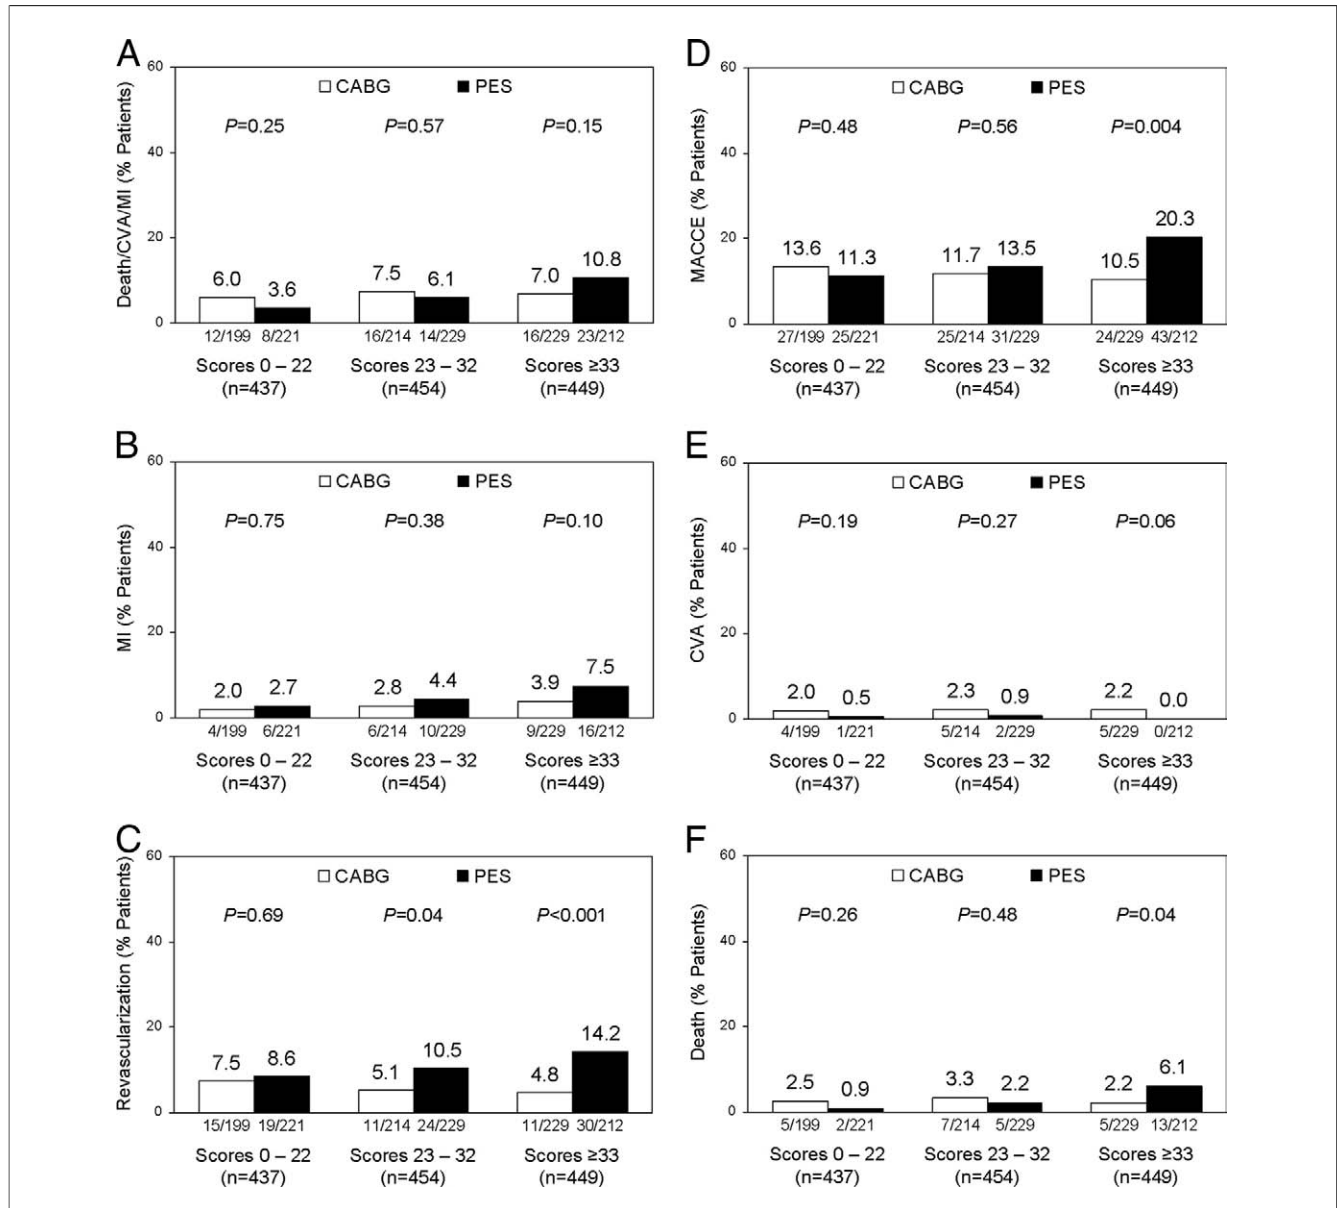 A
60
40
20
0
Death/CVA/MI (% Patients)
CABG PES
P=0.25 P=0.57 P=0.15
6.0 3.6 7.5 6.1 7.0 10.8
12/199 8/221 16/214 14/229 16/229 23/212
Scores 0 – 22 Scores 23 – 32 Scores ≥33
(n=437) (n=454) (n=449)
D
60
40
20
0
MACCE (% Patients)
CABG PES
P=0.48 P=0.56 P=0.004
13.6 11.3 11.7 13.5 10.5 20.3
27/199 25/221 25/214 31/229 24/229 43/212
Scores 0 – 22 Scores 23 – 32 Scores ≥33
(n=437) (n=454) (n=449)
B
60
40
20
0
MI (% Patients)
CABG PES
P=0.75 P=0.38 P=0.10
2.0 2.7 2.8 4.4 3.9 7.5
4/199 6/221 6/214 10/229 9/229 16/212
Scores 0 – 22 Scores 23 – 32 Scores ≥33
(n=437) (n=454) (n=449)
E
60
40
20
0
CVA (% Patients)
CABG PES
P=0.19 P=0.27 P=0.06
2.0 0.5 2.3 0.9 2.2 0.0
4/199 1/221 5/214 2/229 5/229 0/212
Scores 0 – 22 Scores 23 – 32 Scores ≥33
(n=437) (n=454) (n=449)
C
60
40
20
0
Revascularization (% Patients)
CABG PES
P=0.69 P=0.04 P<0.001
7.5 8.6 5.1 10.5 4.8 14.2
15/199 19/221 11/214 24/229 11/229 30/212
Scores 0 – 22 Scores 23 – 32 Scores ≥33
(n=437) (n=454) (n=449)
F
60
40
20
0
Death (% Patients)
CABG PES
P=0.26 P=0.48 P=0.04
2.5 0.9 3.3 2.2 2.2 6.1
5/199 2/221 7/214 5/229 5/229 13/212
Scores 0 – 22 Scores 23 – 32 Scores ≥33
(n=437) (n=454) (n=449)